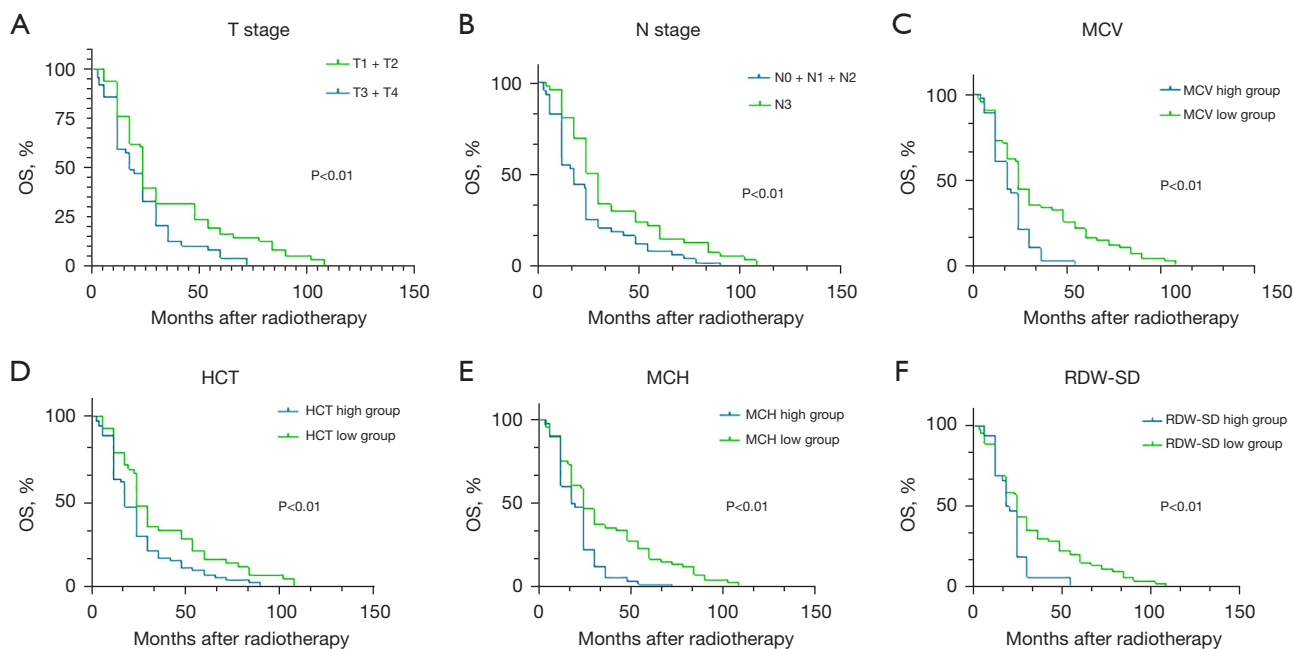 A
T stage
100
75
50
25
0
OS, %
T1 + T2
T3 + T4
P<0.01
0 50 100 150
Months after radiotherapy
B
N stage
100
50
0
OS, %
N0 + N1 + N2
N3
P<0.01
0 50 100 150
Months after radiotherapy
C
MCV
100
50
0
OS, %
MCV high group
MCV low group
P<0.01
0 50 100 150
Months after radiotherapy
D
HCT
100
50
0
OS, %
HCT high group
HCT low group
P<0.01
0 50 100 150
Months after radiotherapy
E
MCH
100
50
0
OS, %
MCH high group
MCH low group
P<0.01
0 50 100 150
Months after radiotherapy
F
RDW-SD
100
50
0
OS, %
RDW-SD high group
RDW-SD low group
P<0.01
0 50 100 150
Months after radiotherapy